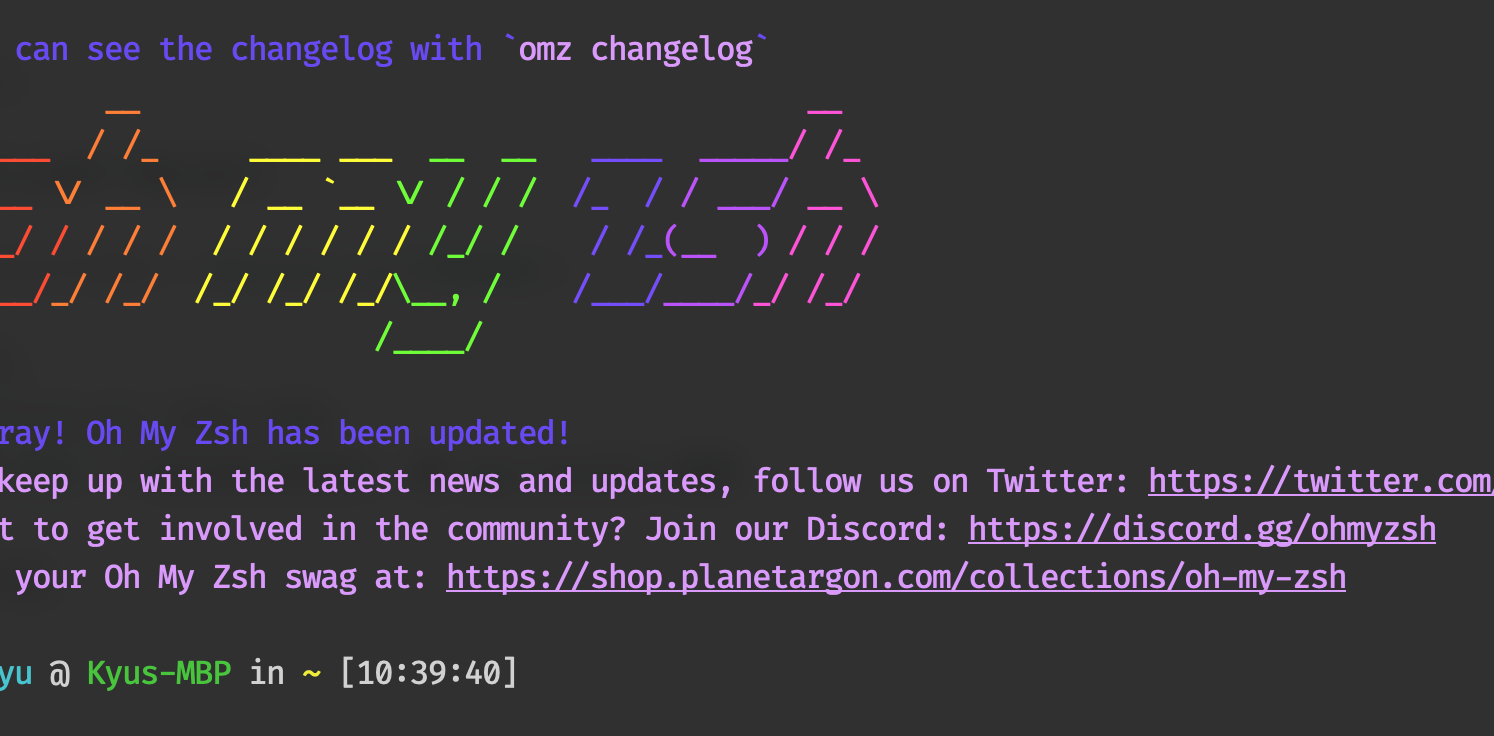 can see the changelog with `omz changelog`
ray! Oh My Zsh has been updated!
keep up with the latest news and updates, follow us on Twitter: https://twitter.com/
t to get involved in the community? Join our Discord: https://discord.gg/ohmyzsh
your Oh My Zsh swag at: https://shop.planetargon.com/collections/oh-my-zsh
yu @ Kyus-MBP in ~ [10:39:40]